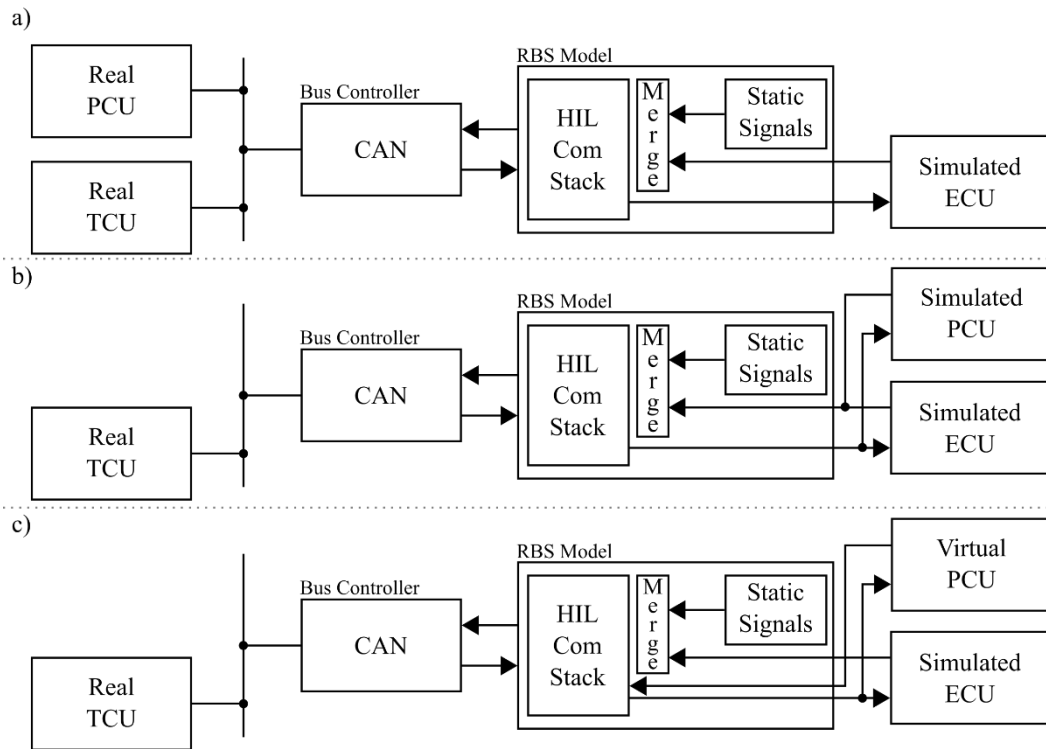 a)
Real
PCU
Real
TCU
Bus Controller
CAN
RBS Model
HIL
Com
Stack
M
e
r
g
e
Static
Signals
Simulated
ECU
b)
Real
TCU
Bus Controller
CAN
RBS Model
HIL
Com
Stack
M
e
r
g
e
Static
Signals
Simulated
PCU
Simulated
ECU
c)
Real
TCU
Bus Controller
CAN
RBS Model
HIL
Com
Stack
M
e
r
g
e
Static
Signals
Virtual
PCU
Simulated
ECU